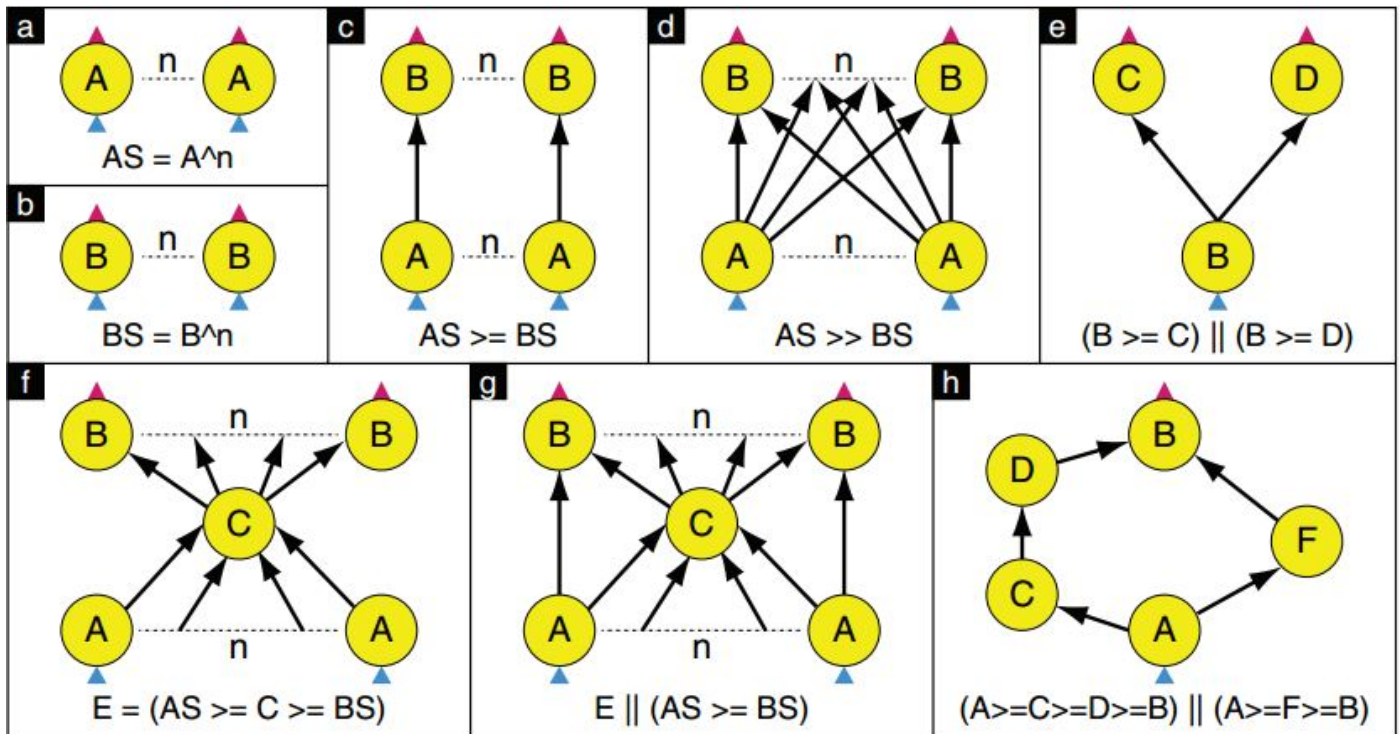 a
A n A
AS = A^n
b
B n B
BS = B^n
c
B n B
A n A
AS >= BS
d
B n B
A n A
AS >> BS
e
C D
B
(B >= C) || (B >= D)
f
B n B
C
A n A
E = (AS >= C >= BS)
g
B n B
C
A n A
E || (AS >= BS)
h
B
D
F
C
A
(A>=C>=D>=B) || (A>=F>=B)